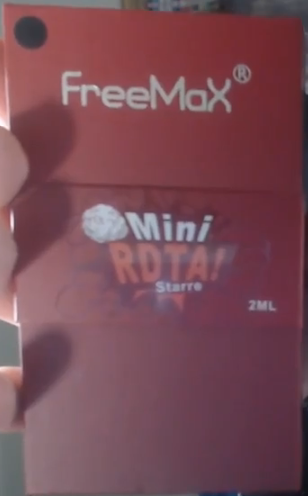 FreeMaX®
Mini
RDTA!
Starre
2ML